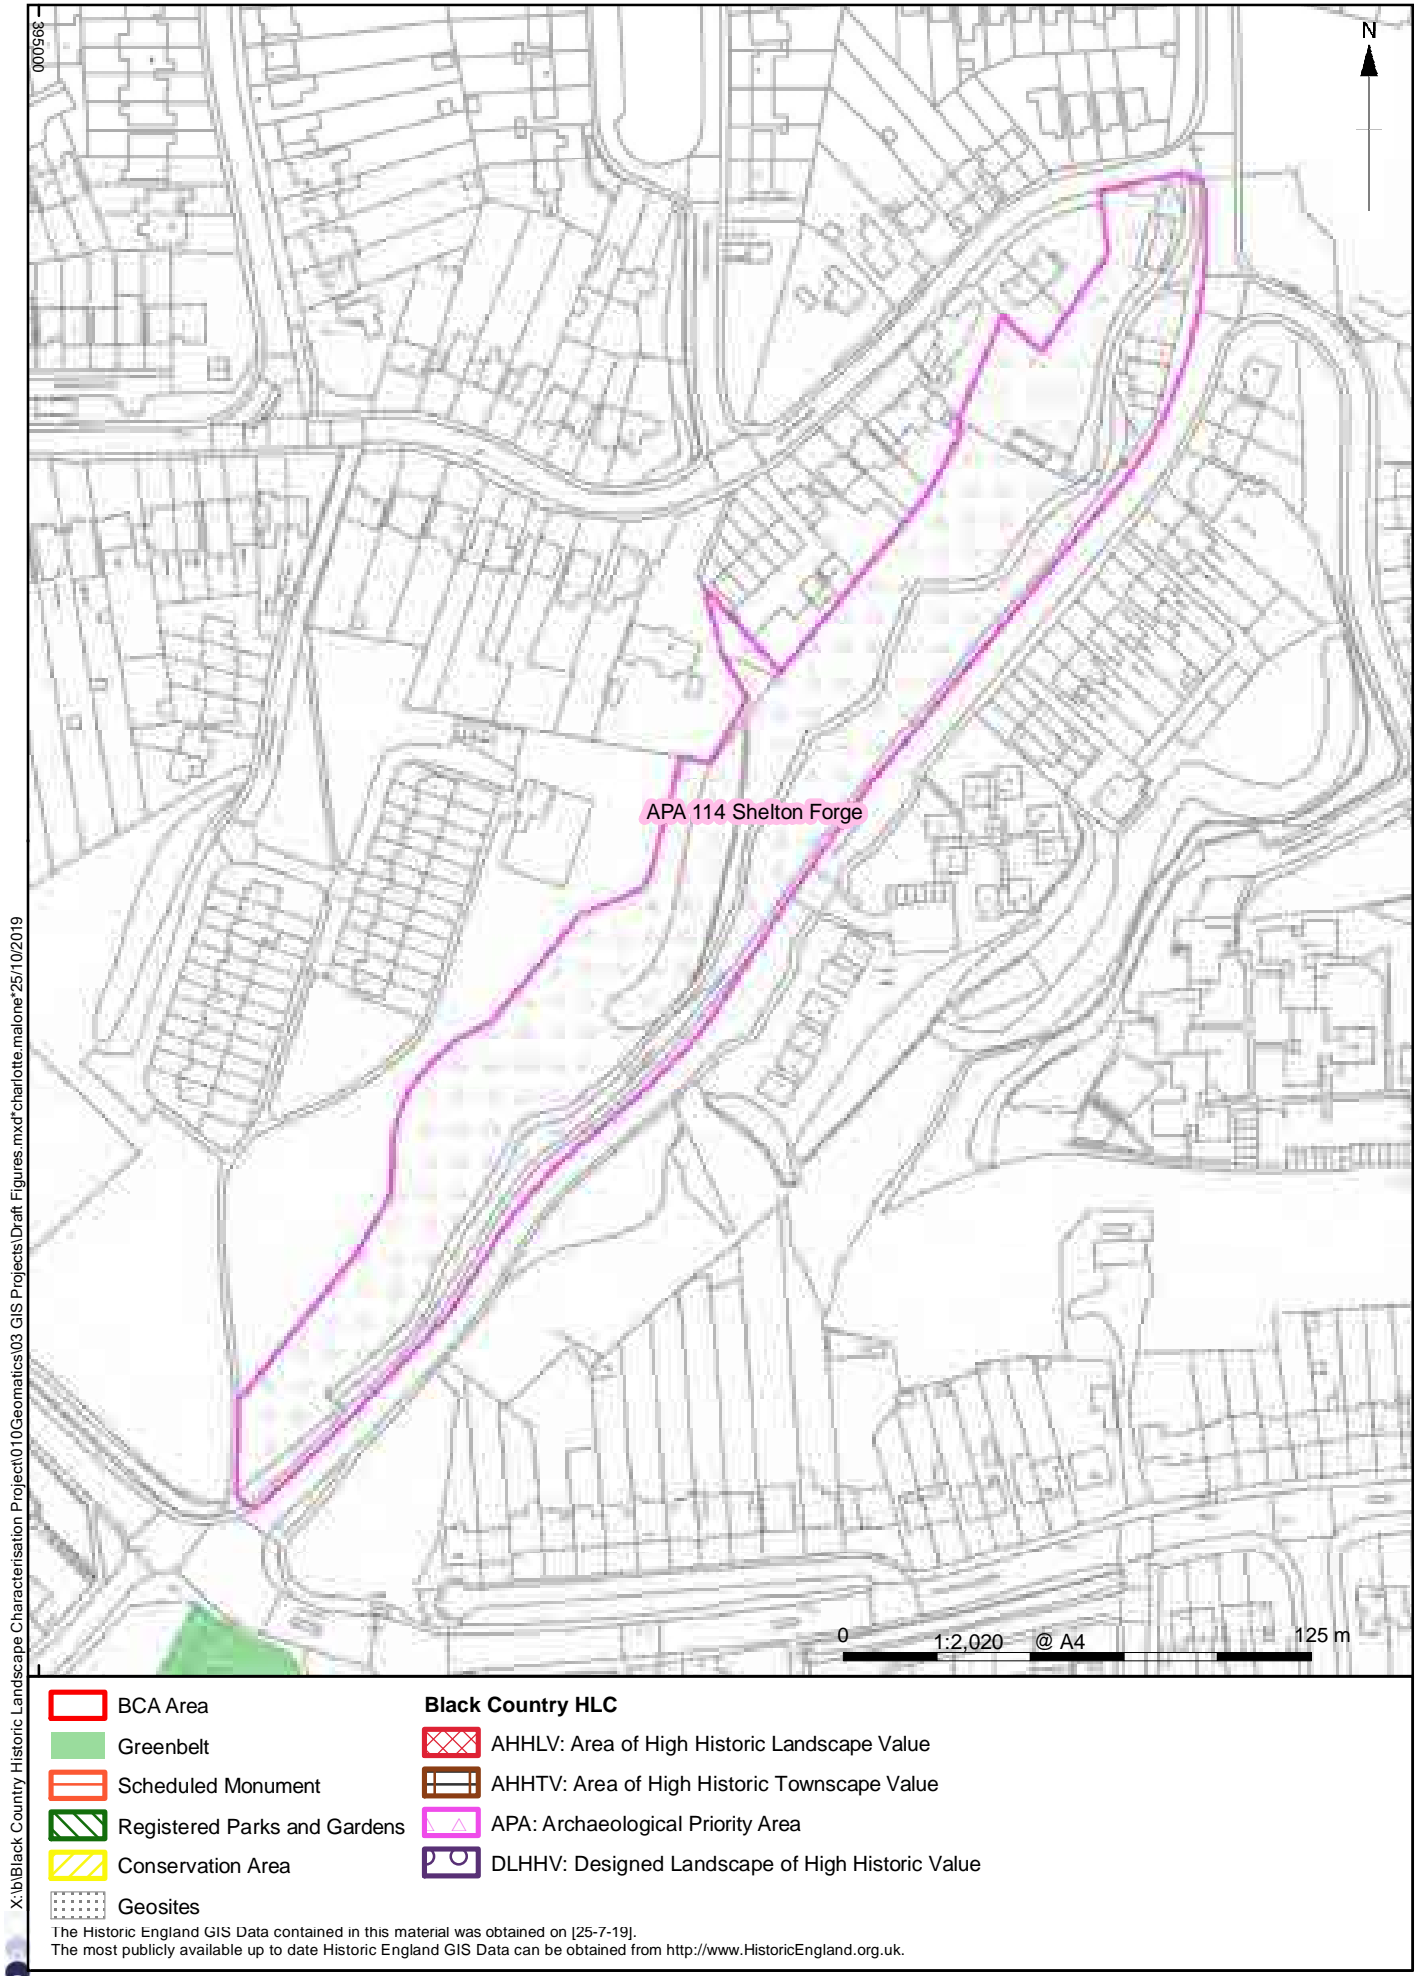 395000
N
APA 114 Shelton Forge
0 1:2,020 @ A4 125 m
X:\b\Black Country Historic Landscape Characterisation Project\010Geomatics\03 GIS Projects\Draft Figures.mxd*charlotte.malone*25/10/2019
BCA Area
Greenbelt
Scheduled Monument
Registered Parks and Gardens
Conservation Area
Geosites
Black Country HLC
AHHLV: Area of High Historic Landscape Value
AHHTV: Area of High Historic Townscape Value
APA: Archaeological Priority Area
DLHHV: Designed Landscape of High Historic Value
The Historic England GIS Data contained in this material was obtained on [25-7-19].
The most publicly available up to date Historic England GIS Data can be obtained from http://www.HistoricEngland.org.uk.